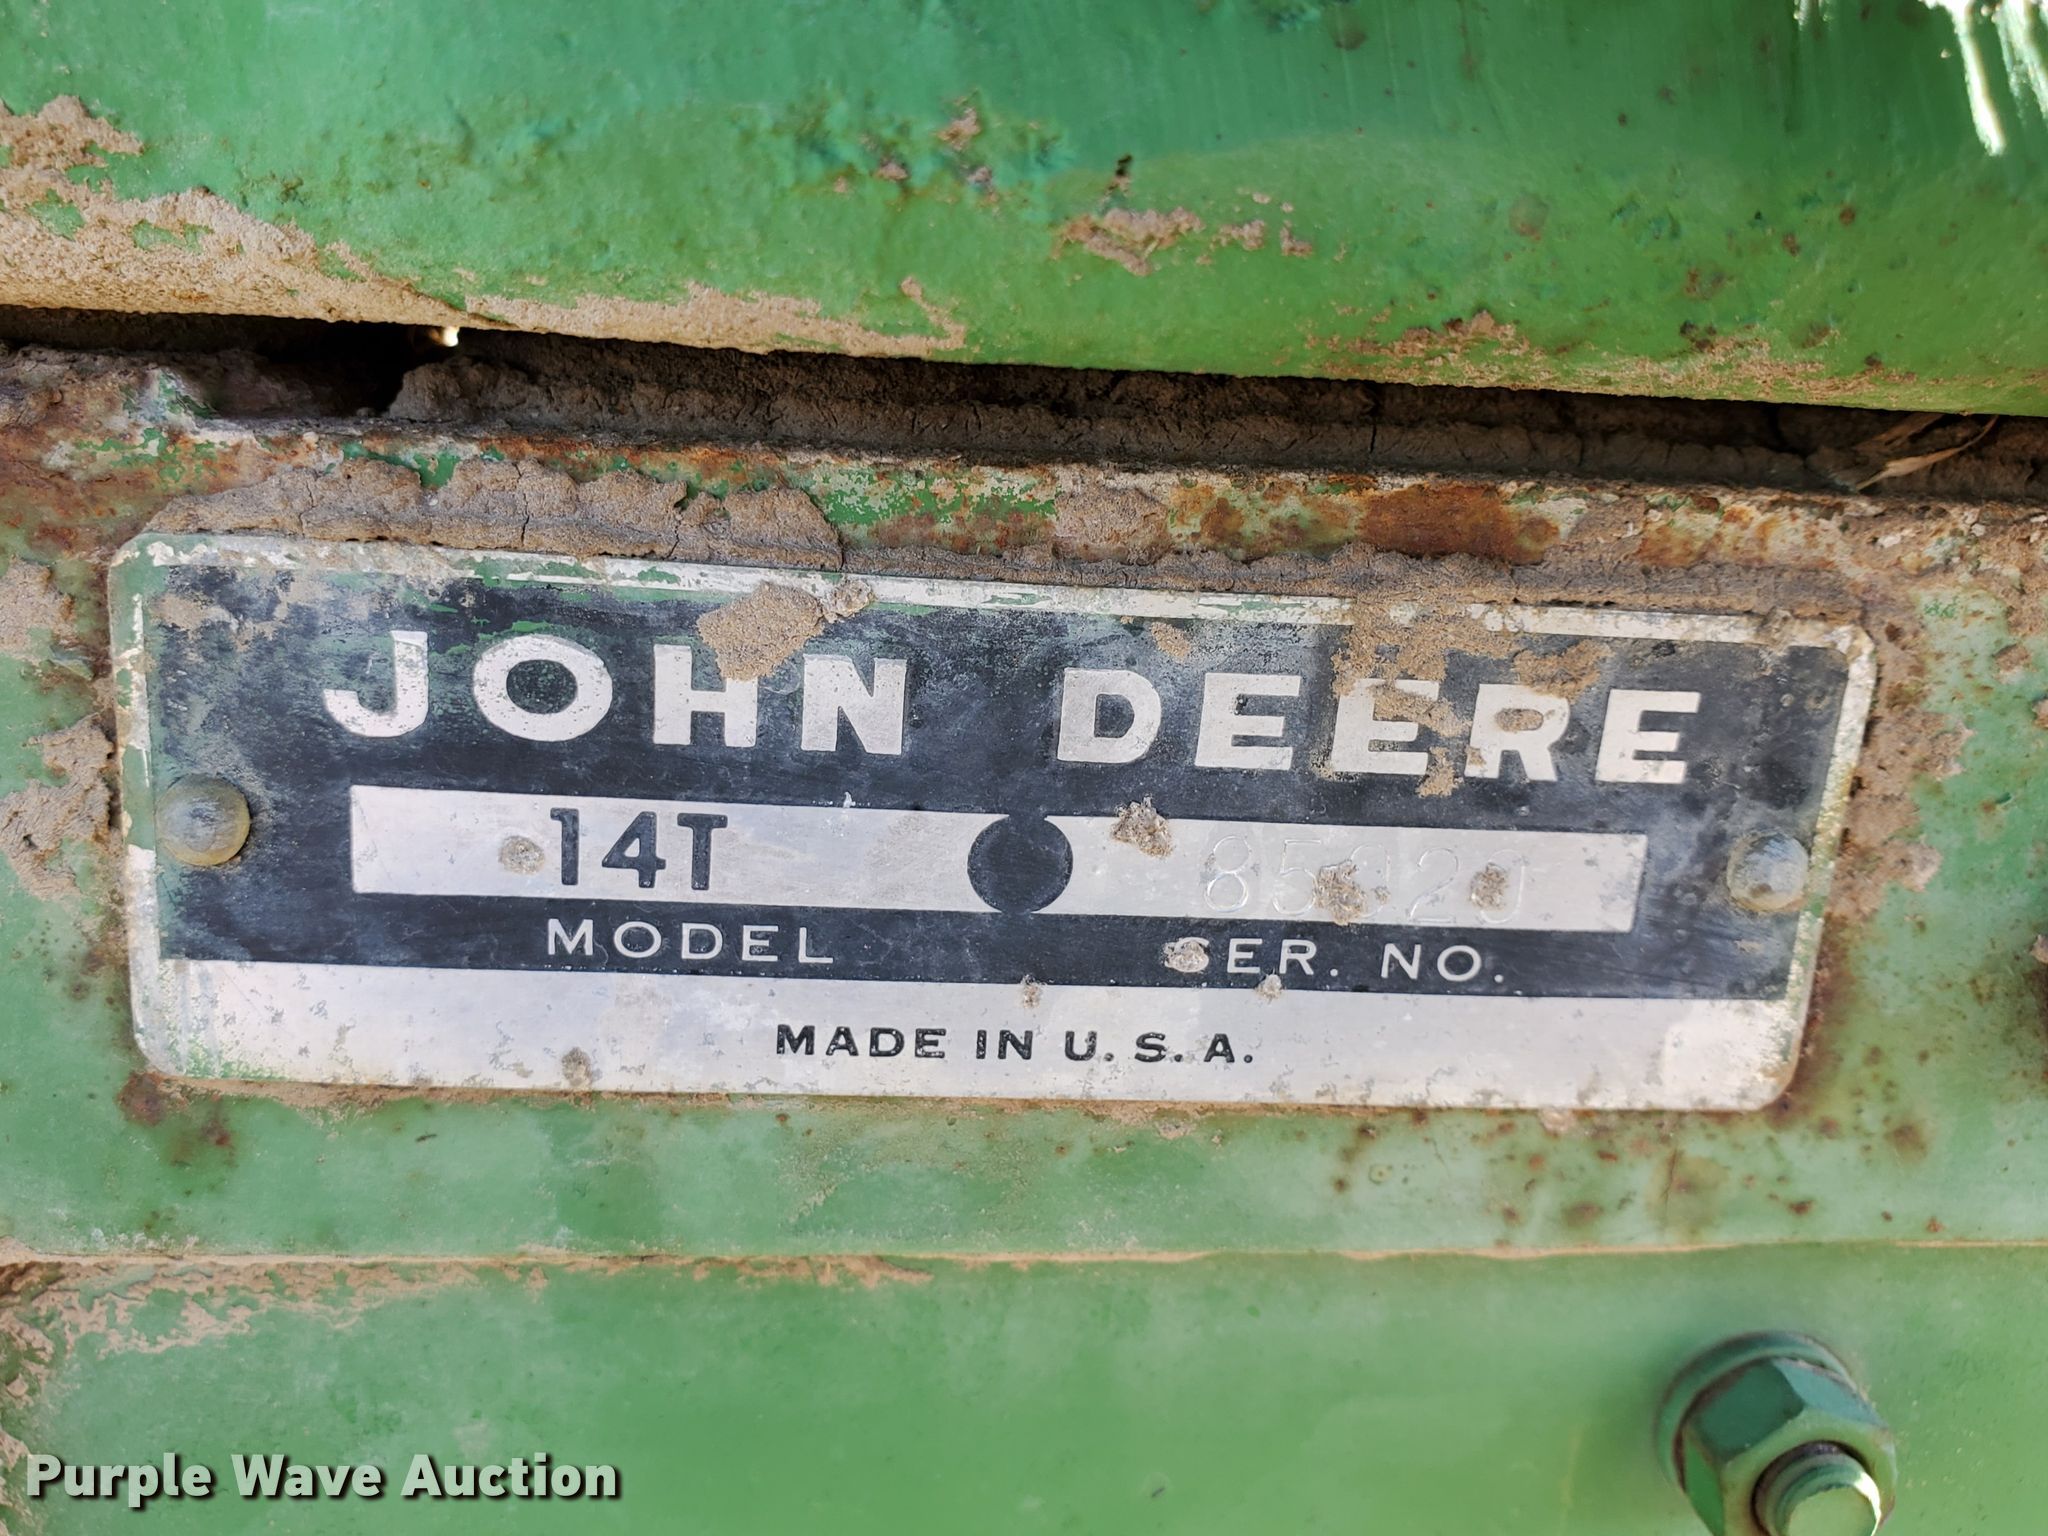 JOHN DEERE
14T
MODEL SER. NO.
MADE IN U. S. A.
Purple Wave Auction